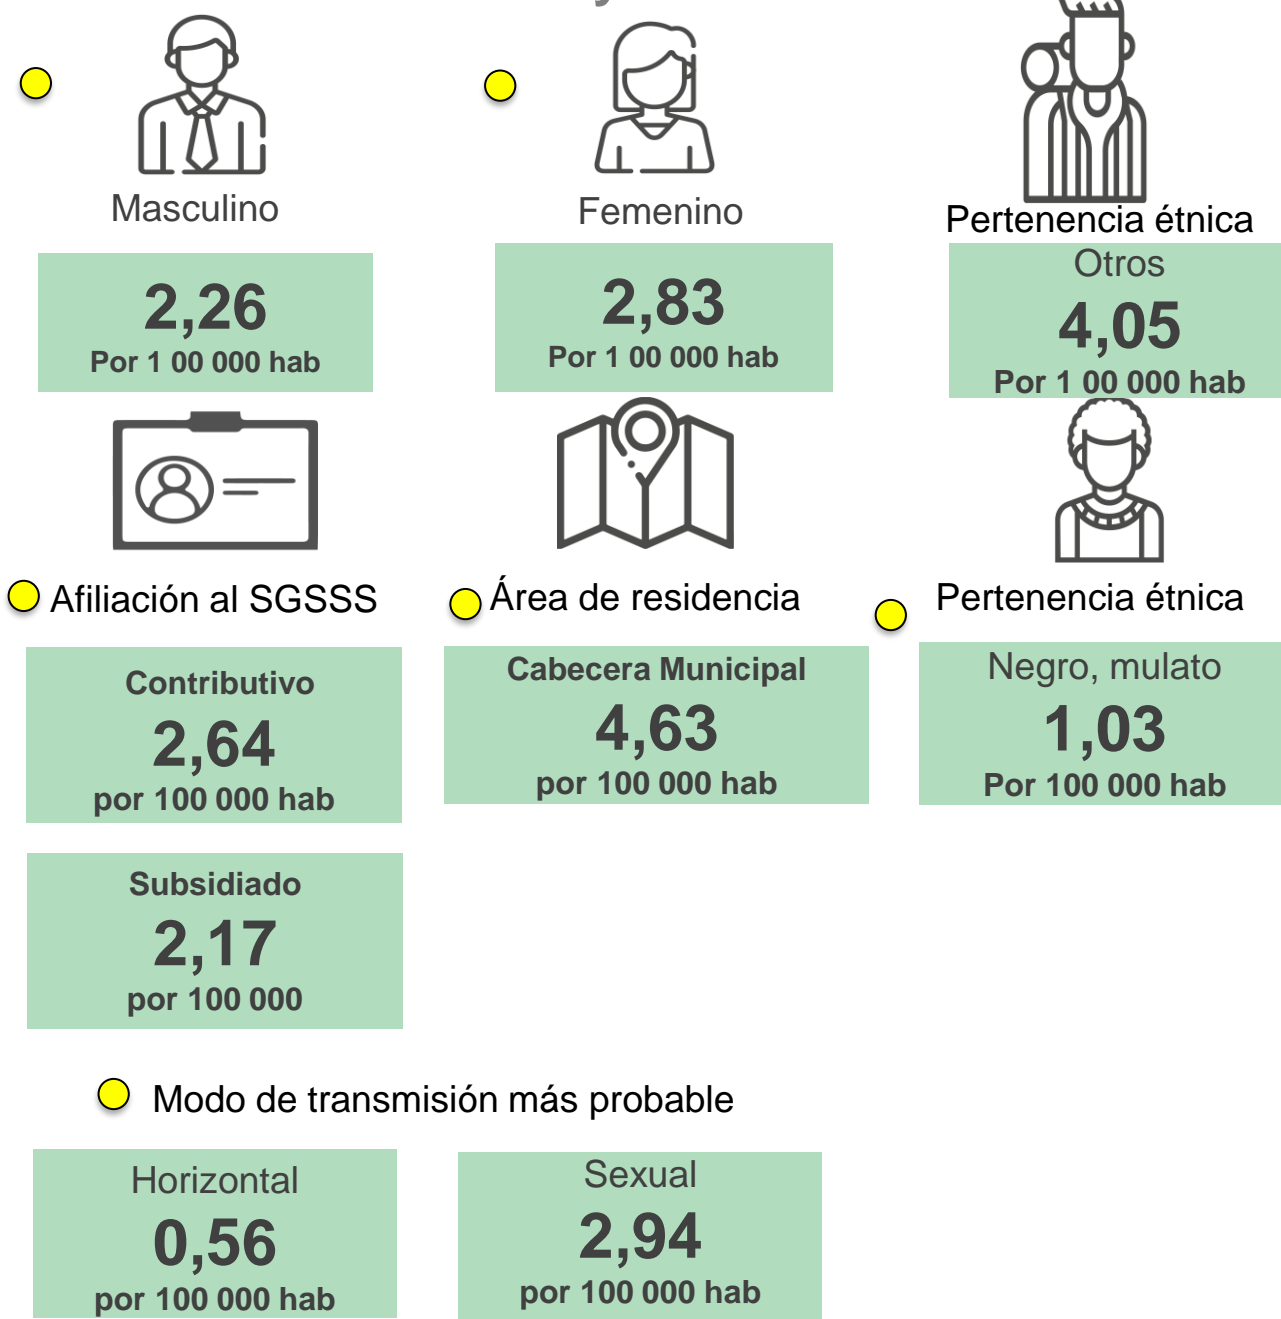 Masculino
2,26
Por 1 00 000 hab
Femenino
2,83
Por 1 00 000 hab
Pertenencia étnica
Otros
4,05
Por 1 00 000 hab
Afiliación al SGSSS
Contributivo
2,64
por 100 000 hab
Subsidiado
2,17
por 100 000
Área de residencia
Cabecera Municipal
4,63
por 100 000 hab
Pertenencia étnica
Negro, mulato
1,03
Por 100 000 hab
Modo de transmisión más probable
Horizontal
0,56
por 100 000 hab
Sexual
2,94
por 100 000 hab